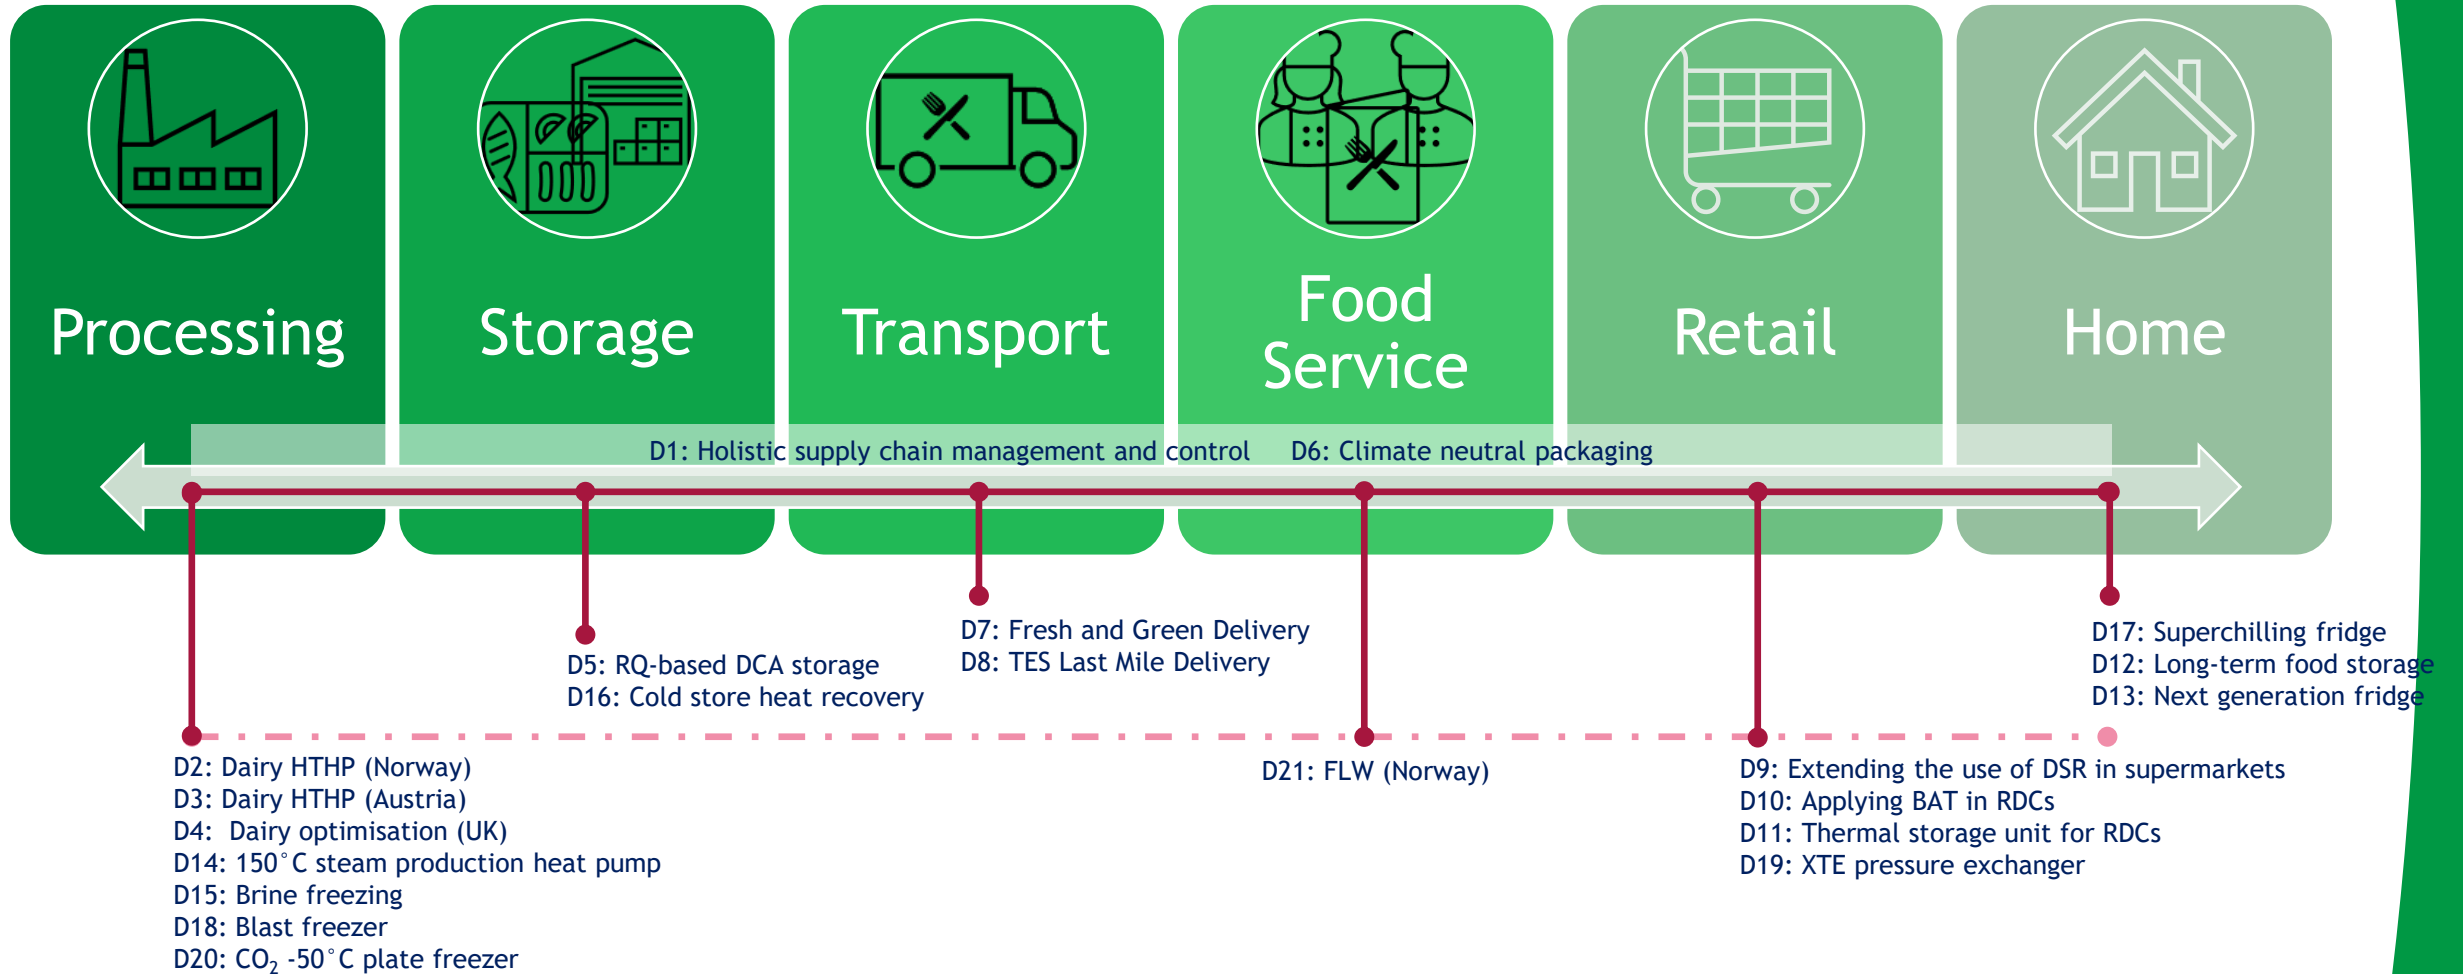 Processing
Storage
Transport
Food
Service
Retail
Home
D1: Holistic supply chain management and control
D6: Climate neutral packaging
D2: Dairy HTHP (Norway)
D3: Dairy HTHP (Austria)
D4: Dairy optimisation (UK)
D14: 150°C steam production heat pump
D15: Brine freezing
D18: Blast freezer
D20: CO₂ -50°C plate freezer
D5: RQ-based DCA storage
D16: Cold store heat recovery
D7: Fresh and Green Delivery
D8: TES Last Mile Delivery
D21: FLW (Norway)
D9: Extending the use of DSR in supermarkets
D10: Applying BAT in RDCs
D11: Thermal storage unit for RDCs
D19: XTE pressure exchanger
D17: Superchilling fridge
D12: Long-term food storage
D13: Next generation fridge